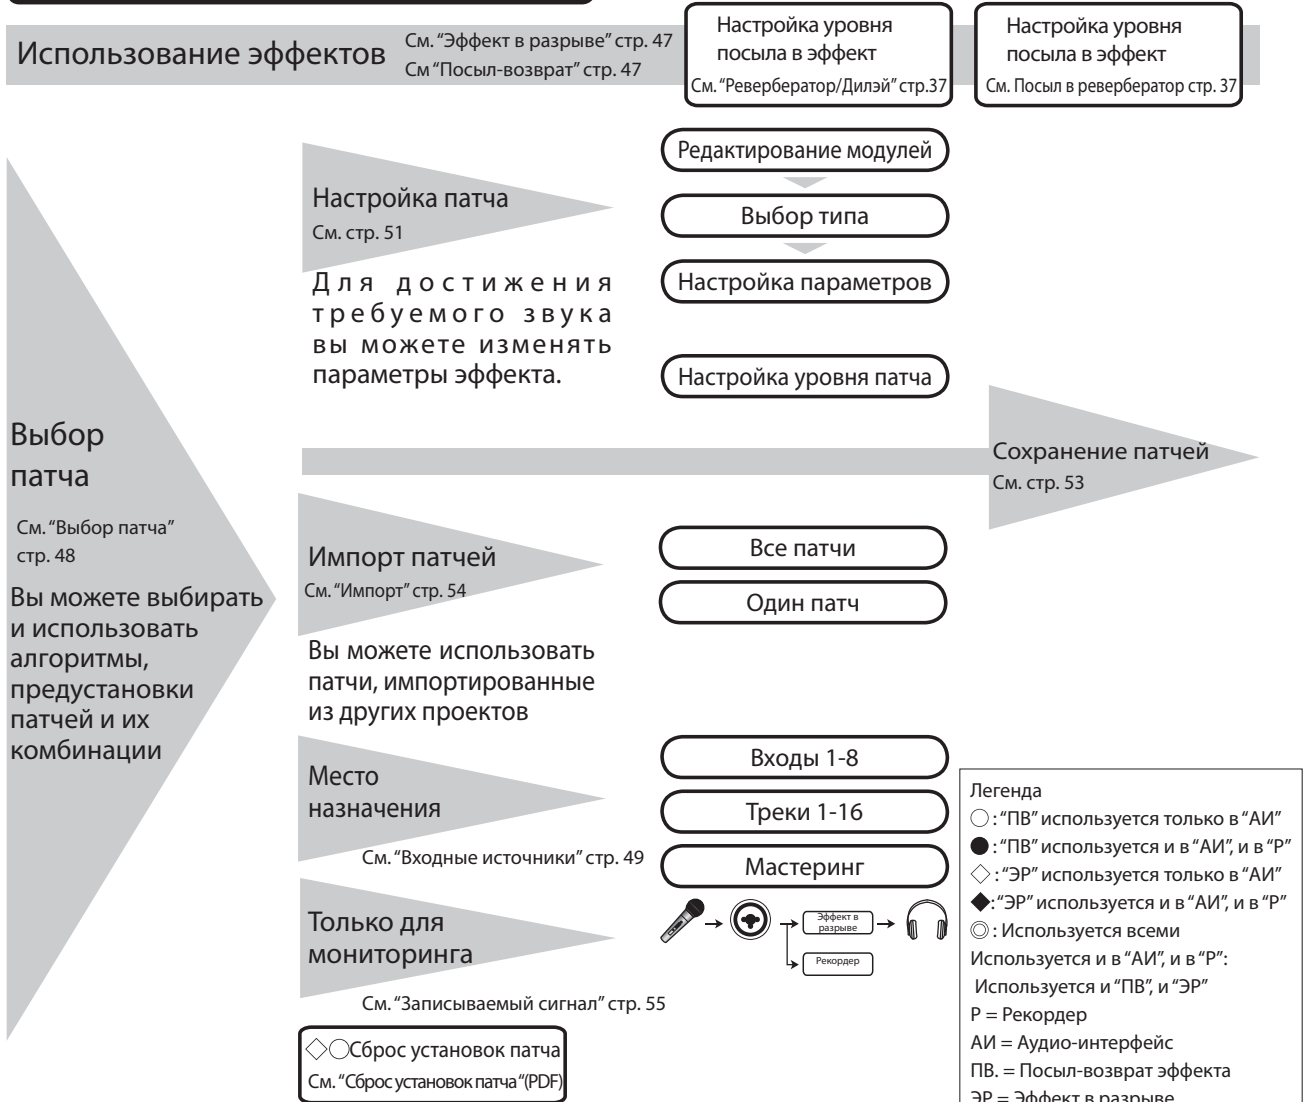 Использование эффектов
См. “Эффект в разрыве” стр. 47
См “Посыл-возврат” стр. 47
Настройка уровня
посыла в эффект
См. “Ревербератор/Дилэй” стр.37
Настройка уровня
посыла в эффект
См. Посыл в ревербератор стр. 37
Выбор
патча
См. “Выбор патча”
стр. 48
Вы можете выбирать
и использовать
алгоритмы,
предустановки
патчей и их
комбинации
Настройка патча
См. стр. 51
Для достижения
требуемого звука
вы можете изменять
параметры эффекта.
Редактирование модулей
Выбор типа
Настройка параметров
Настройка уровня патча
Сохранение патчей
См. стр. 53
Импорт патчей
См. “Импорт” стр. 54
Вы можете использовать
патчи, импортированные
из других проектов
Все патчи
Один патч
Место
назначения
См. “Входные источники” стр. 49
Входы 1-8
Треки 1-16
Мастеринг
Только для
мониторинга
См. “Записываемый сигнал” стр. 55
Эффект в
разрыве
Рекордер
◇○Сброс установок патча
См. “Сброс установок патча “(PDF)
Легенда
○ : “ПВ” используется только в “АИ”
● : “ПВ” используется и в “АИ”, и в “Р”
◇ : “ЭР” используется только в “АИ”
◆:“ЭР” используется и в “АИ”, и в “Р”
◎ : Используется всеми
Используется и в “АИ”, и в “Р”:
Используется и “ПВ”, и “ЭР”
Р = Рекордер
АИ = Аудио-интерфейс
ПВ. = Посыл-возврат эффекта
ЭР = Эффект в разрыве